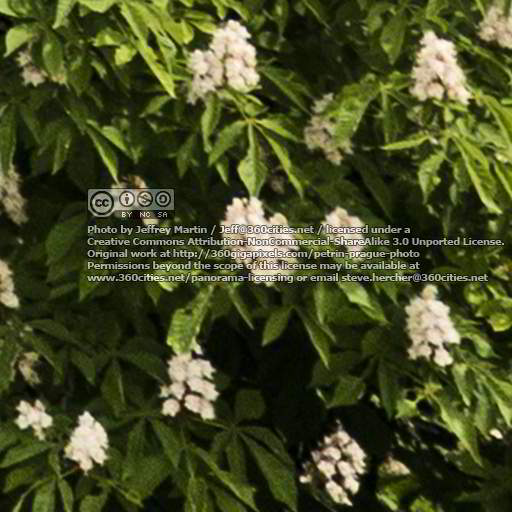 cc
BY NC SA
Photo by Jeffrey Martin / Jeff@360cities.net / licensed under a
Creative Commons Attribution-NonCommercial-ShareAlike 3.0 Unported License.
Original work at http://360gigapixels.com/petrin-prague-photo
Permissions beyond the scope of this license may be available at
www.360cities.net/panorama-licensing or email steve.hercher@360cities.net